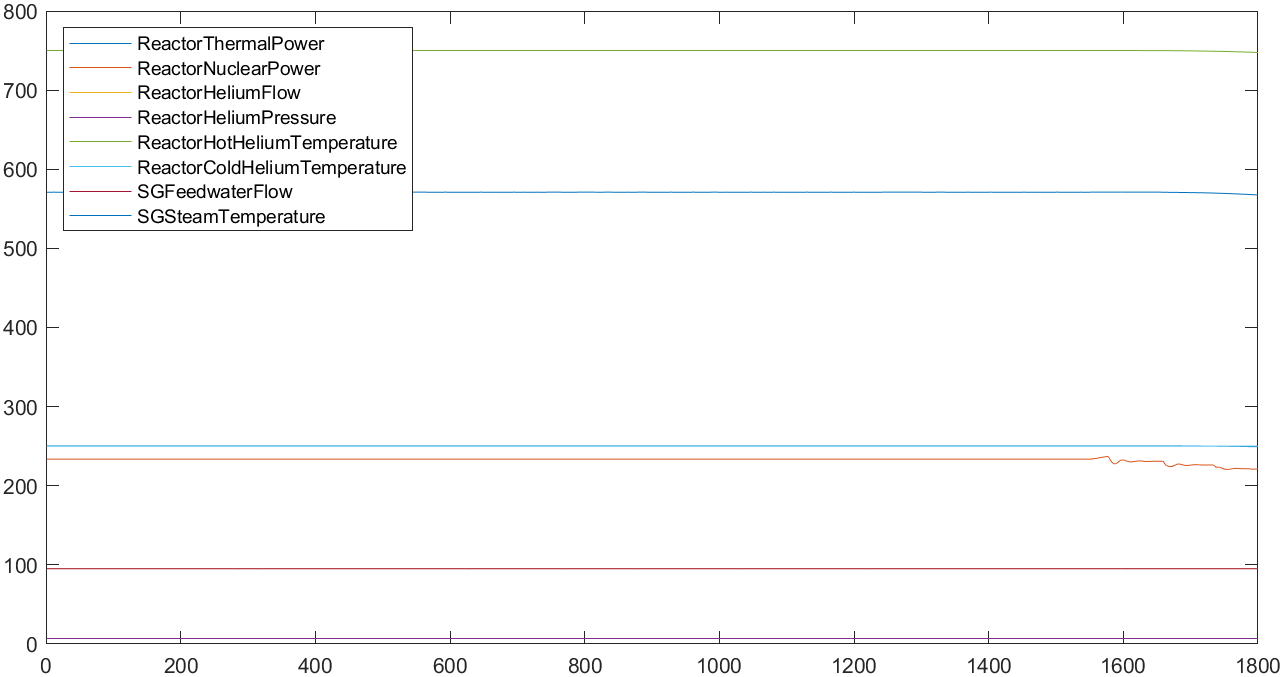 800
700
600
500
400
300
200
100
0
ReactorThermalPower
ReactorNuclearPower
ReactorHeliumFlow
ReactorHeliumPressure
ReactorHotHeliumTemperature
ReactorColdHeliumTemperature
SGFeedwaterFlow
SGSteamTemperature
0 200 400 600 800 1000 1200 1400 1600 1800